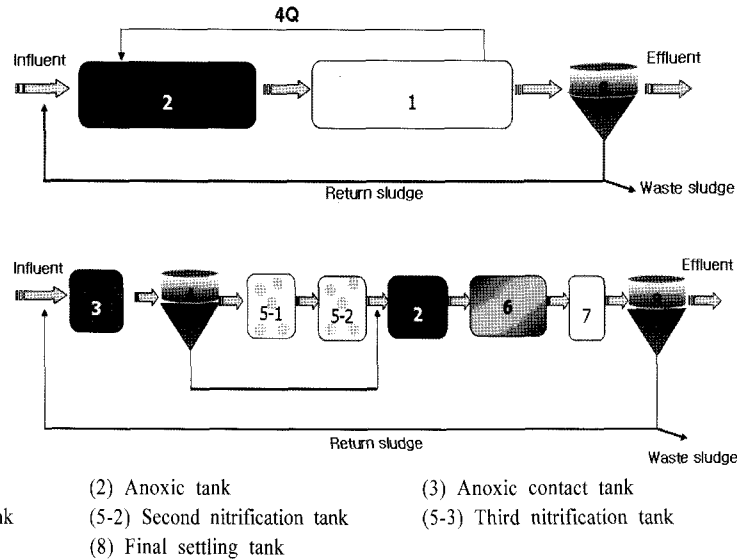 4Q
Influent
Effluent
2
1
Return sludge
Waste sludge
Influent
Effluent
3
5-1
5-2
2
6
7
Return sludge
Waste sludge
(2) Anoxic tank
(3) Anoxic contact tank
(5-2) Second nitrification tank
(5-3) Third nitrification tank
(8) Final settling tank